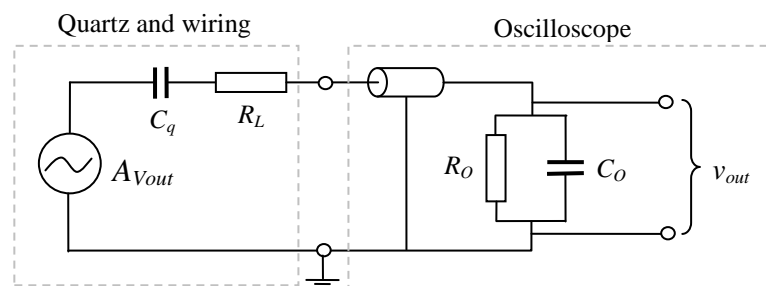 Quartz and wiring
Oscilloscope
C_q
R_L
A_Vout
R_O
C_O
v_out